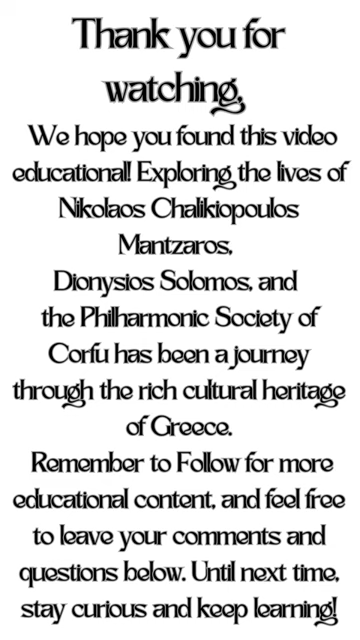 Thank you for
watching,
We hope you found this video
educational! Exploring the lives of
Nikolaos Chalikiopoulos
Mantzaros,
Dionysios Solomos, and
the Philharmonic Society of
Corfu has been a journey
through the rich cultural heritage
of Greece.
Remember to Follow for more
educational content, and feel free
to leave your comments and
questions below. Until next time,
stay curious and keep learning!